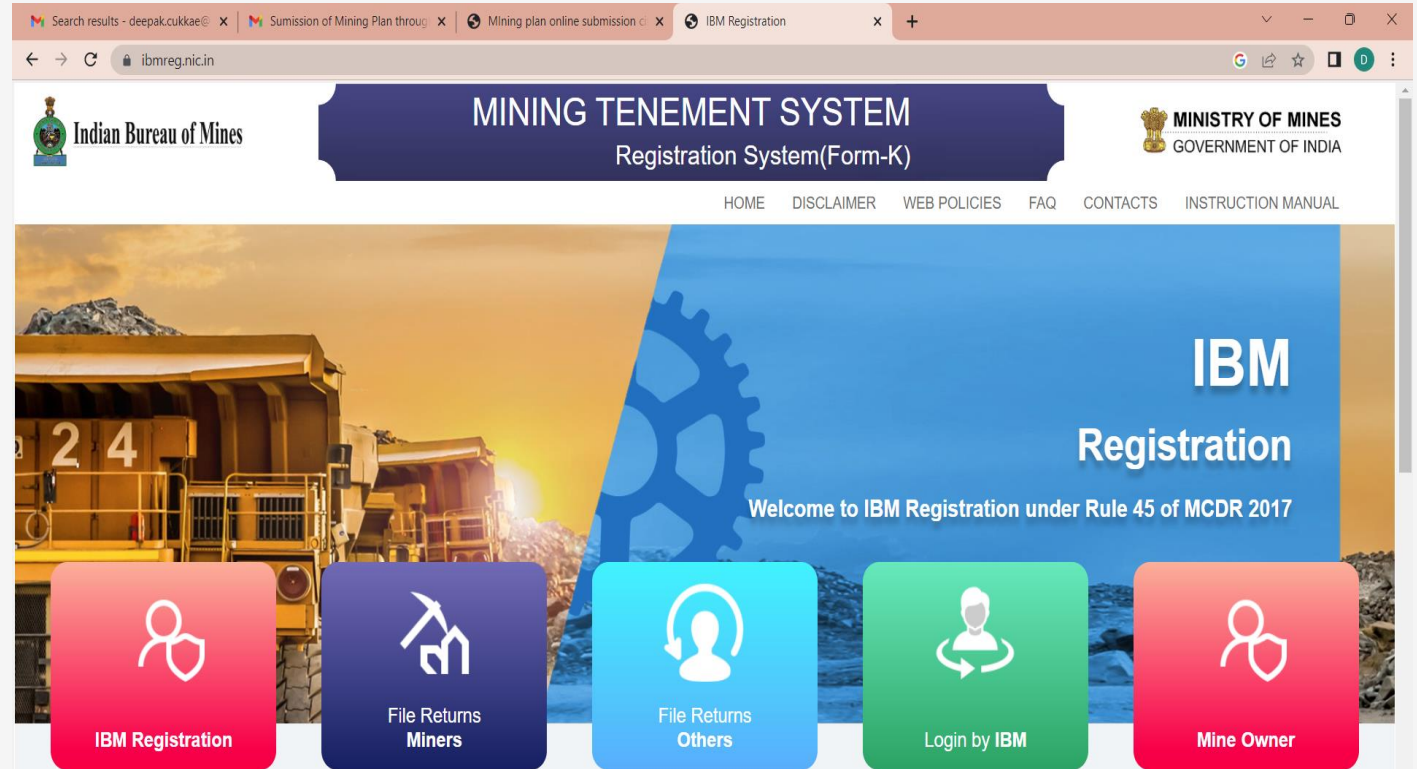 Search results - deepak.cukkae@
Sumission of Mining Plan throug
MIning plan online submission ci
IBM Registration
ibmreg.nic.in
D
Indian Bureau of Mines
MINING TENEMENT SYSTEM
Registration System(Form-K)
MINISTRY OF MINES
GOVERNMENT OF INDIA
HOME DISCLAIMER WEB POLICIES FAQ CONTACTS INSTRUCTION MANUAL
24
IBM
Registration
Welcome to IBM Registration under Rule 45 of MCDR 2017
IBM Registration
File Returns
Miners
File Returns
Others
Login by IBM
Mine Owner